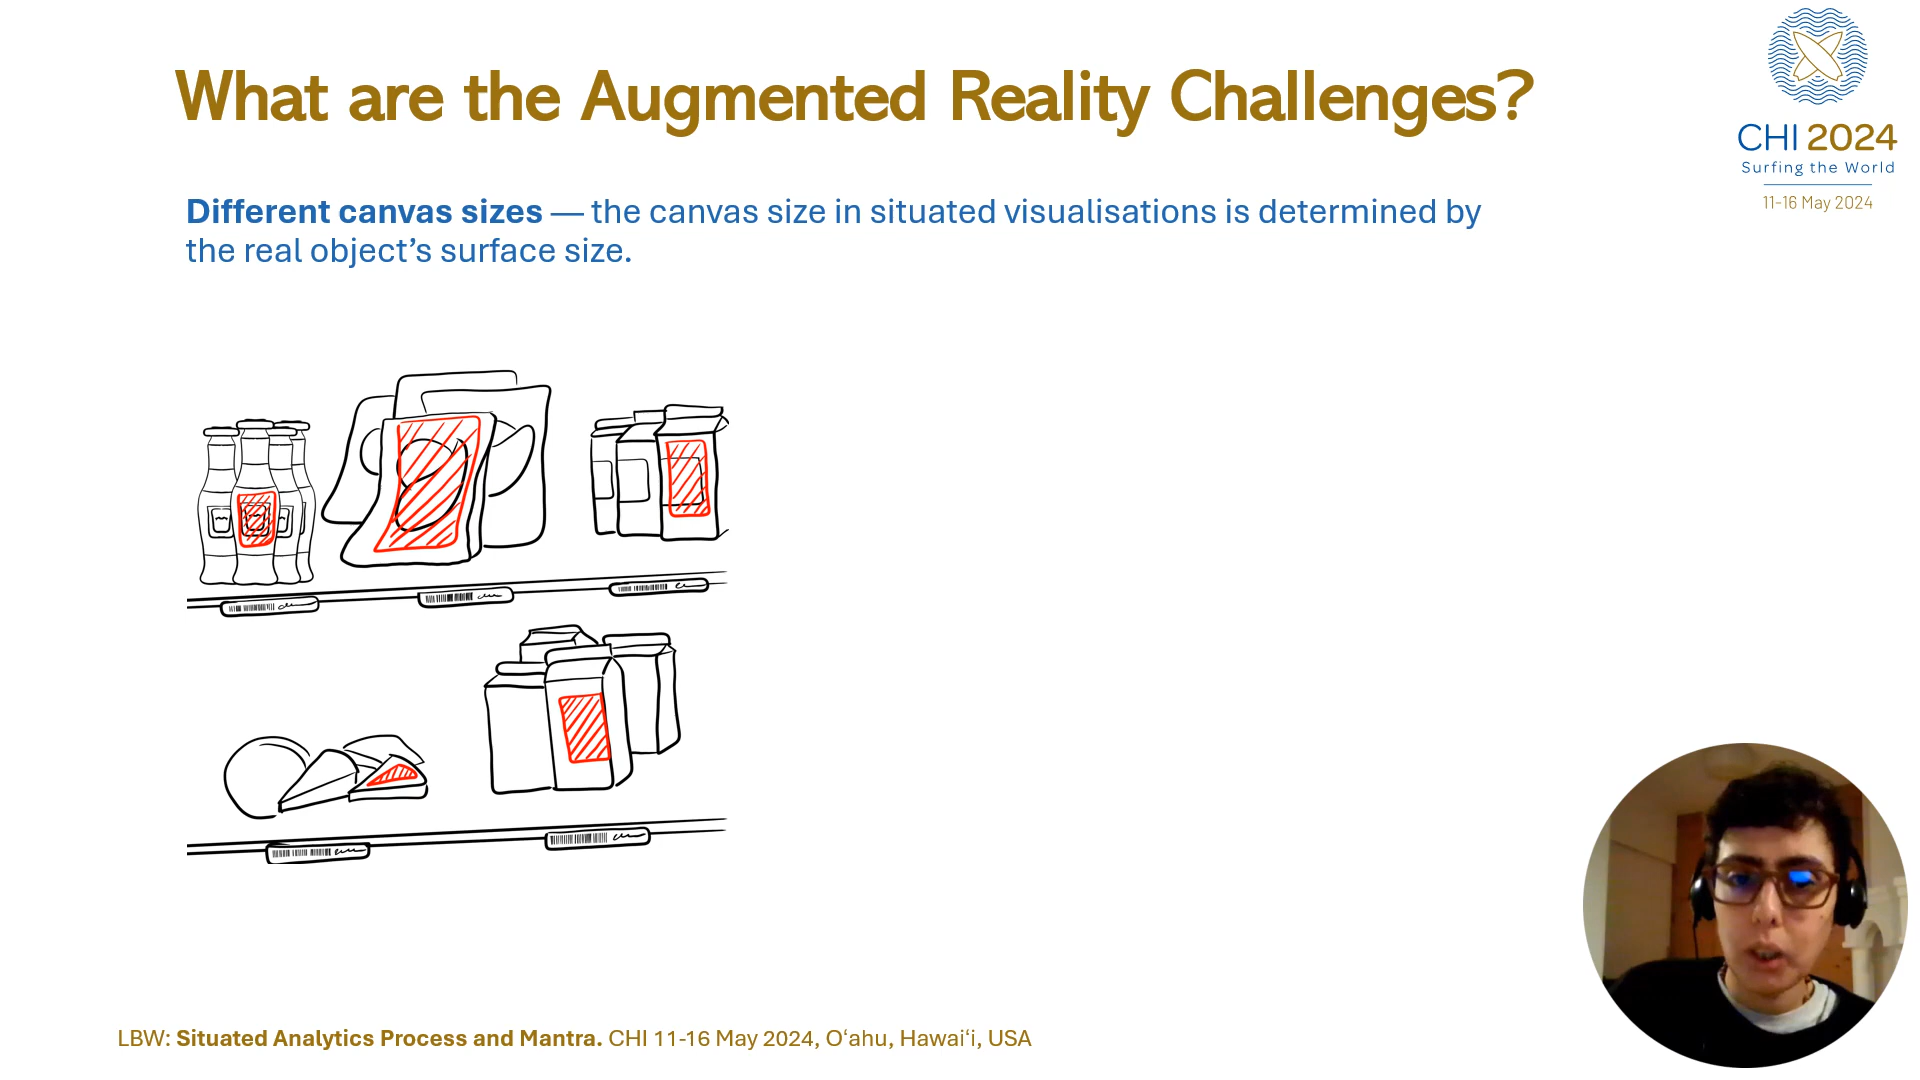 What are the Augmented Reality Challenges?
CHI 2024
Surfing the World
11-16 May 2024
Different canvas sizes — the canvas size in situated visualisations is determined by
the real object’s surface size.
LBW: Situated Analytics Process and Mantra. CHI 11-16 May 2024, Oʻahu, Hawaiʻi, USA